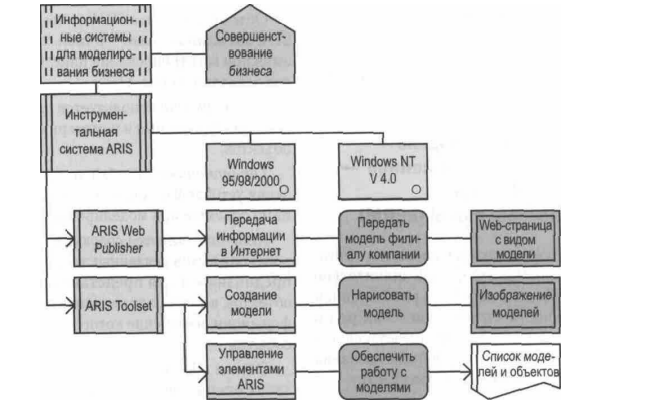 Информацион-
ные системы
для моделиро-
вания бизнеса
Совершенст-
вование
бизнеса
Инструмен-
тальная
система ARIS
Windows
95/98/2000
Windows NT
V 4.0
ARIS Web
Publisher
Передача
информации
в Интернет
Передать
модель фили-
алу компании
Web-страница
с видом
модели
ARIS Toolset
Создание
модели
Нарисовать
модель
Изображение
моделей
Управление
элементами
ARIS
Обеспечить
работу с
моделями
Список моде-
лей и объектов